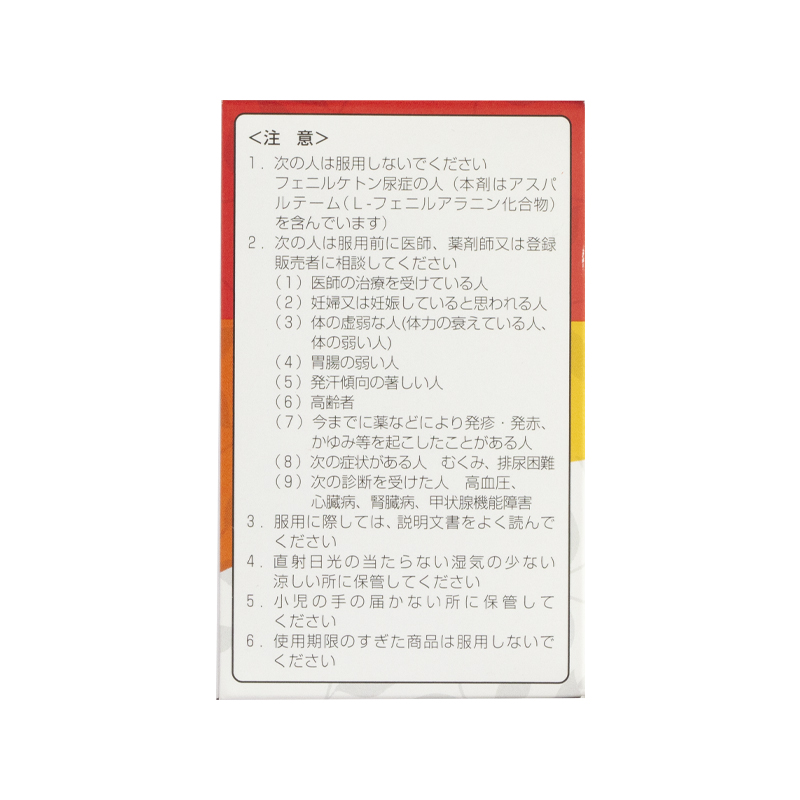 ＜注　意＞
1．次の人は服用しないでください
フェニルケトン尿症の人（本剤はアスパ
ルテーム（L-フェニルアラニン化合物）
を含んでいます）
2．次の人は服用前に医師、薬剤師又は登録
販売者に相談してください
（1）医師の治療を受けている人
（2）妊婦又は妊娠していると思われる人
（3）体の虚弱な人(体力の衰えている人、
体の弱い人)
（4）胃腸の弱い人
（5）発汗傾向の著しい人
（6）高齢者
（7）今までに薬などにより発疹・発赤、
かゆみ等を起こしたことがある人
（8）次の症状がある人　むくみ、排尿困難
（9）次の診断を受けた人　高血圧、
心臓病、腎臓病、甲状腺機能障害
3．服用に際しては、説明文書をよく読んで
ください
4．直射日光の当たらない湿気の少ない
涼しい所に保管してください
5．小児の手の届かない所に保管して
ください
6．使用期限のすぎた商品は服用しないで
ください